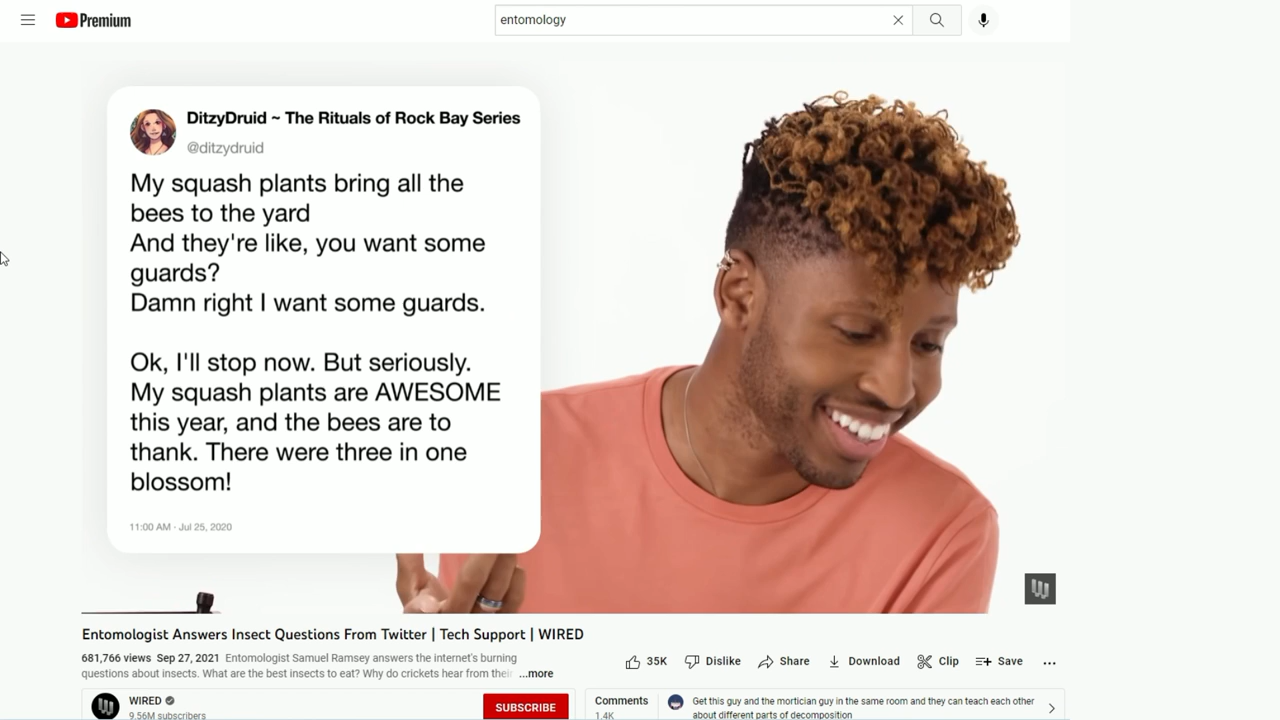 Premium
entomology
DitzyDruid ~ The Rituals of Rock Bay Series
@ditzydruid
My squash plants bring all the
bees to the yard
And they're like, you want some
guards?
Damn right I want some guards.
Ok, I'll stop now. But seriously.
My squash plants are AWESOME
this year, and the bees are to
thank. There were three in one
blossom!
11:00 AM · Jul 25, 2020
W
Entomologist Answers Insect Questions From Twitter | Tech Support | WIRED
681,766 views Sep 27, 2021 Entomologist Samuel Ramsey answers the internet's burning
questions about insects. What are the best insects to eat? Why do crickets hear from their ...more
35K Dislike Share Download Clip Save
WIRED
9.56M subscribers
SUBSCRIBE
Comments
1.4K
Get this guy and the mortician guy in the same room and they can teach each other
about different parts of decomposition